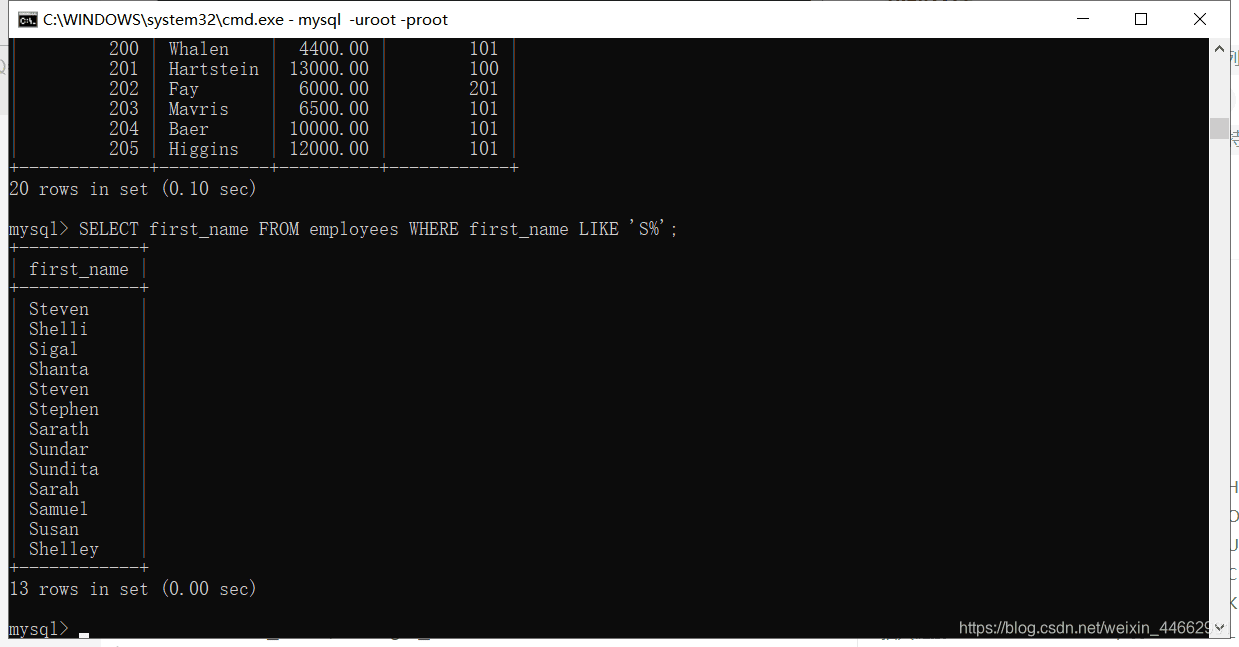 C:\WINDOWS\system32\cmd.exe - mysql  -uroot -proot
|         200 | Whalen    |  4400.00 |        101 |
|         201 | Hartstein | 13000.00 |        100 |
|         202 | Fay       |  6000.00 |        201 |
|         203 | Mavris    |  6500.00 |        101 |
|         204 | Baer      | 10000.00 |        101 |
|         205 | Higgins   | 12000.00 |        101 |
+-------------+-----------+----------+------------+
20 rows in set (0.10 sec)
mysql> SELECT first_name FROM employees WHERE first_name LIKE 'S%';
+------------+
| first_name |
+------------+
| Steven     |
| Shelli     |
| Sigal      |
| Shanta     |
| Steven     |
| Stephen    |
| Sarath     |
| Sundar     |
| Sundita    |
| Sarah      |
| Samuel     |
| Susan      |
| Shelley    |
+------------+
13 rows in set (0.00 sec)
mysql>
https://blog.csdn.net/weixin_446629